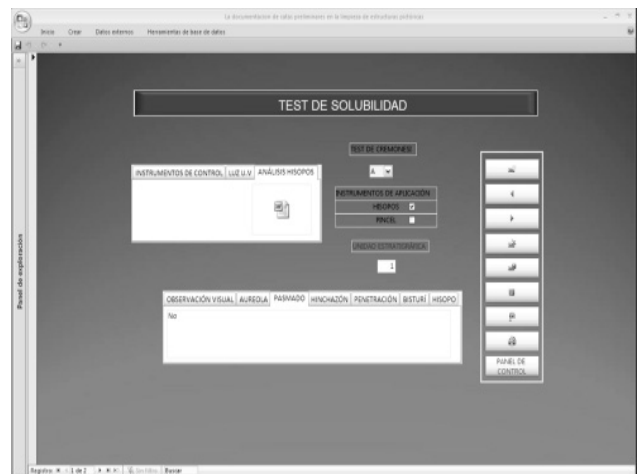 La documentación de catas preliminares en la limpieza de estructuras pictóricas
Inicio Crear Datos externos Herramientas de base de datos
TEST DE SOLUBILIDAD
TEST DE CREMONESI
A
INSTRUMENTOS DE CONTROL LUZ U.V ANÁLISIS HISOPOS
INSTRUMENTOS DE APLICACIÓN
HISOPOS
PINCEL
UNIDAD ESTRATIGRÁFICA
1
OBSERVACIÓN VISUAL AUREOLA PASMADO HINCHAZÓN PENETRACIÓN BISTURÍ HISOPO
No
PANEL DE
CONTROL
Panel de exploración
Registro: 1 de 2 Sin filtro Buscar